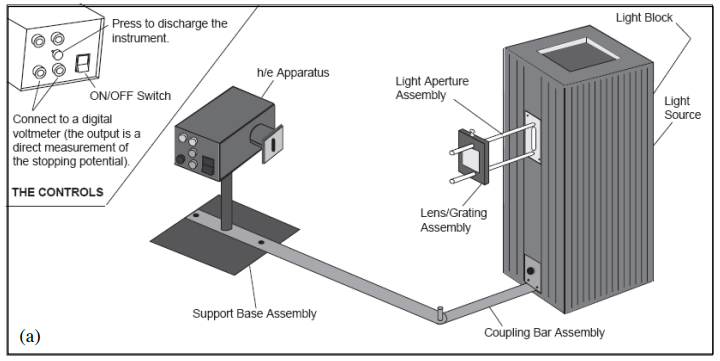 Press to discharge the
instrument.
ON/OFF Switch
Connect to a digital
voltmeter (the output is a
direct measurement of
the stopping potential).
THE CONTROLS
h/e Apparatus
Light Aperture
Assembly
Light Block
Light
Source
Lens/Grating
Assembly
Support Base Assembly
Coupling Bar Assembly
(a)